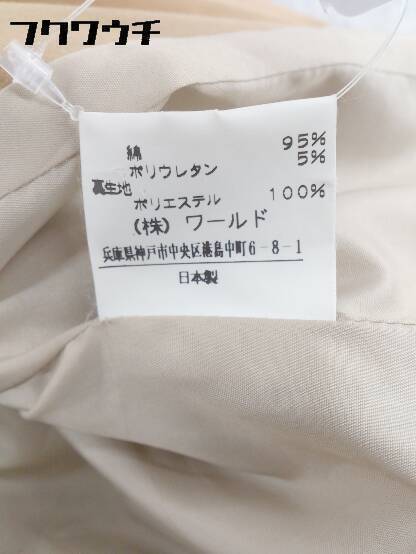 フクワウチ
綿 95%
ポリウレタン 5%
裏生地
ポリエステル 100%
(株) ワールド
兵庫県神戸市中央区港島中町6-8-1
日本製